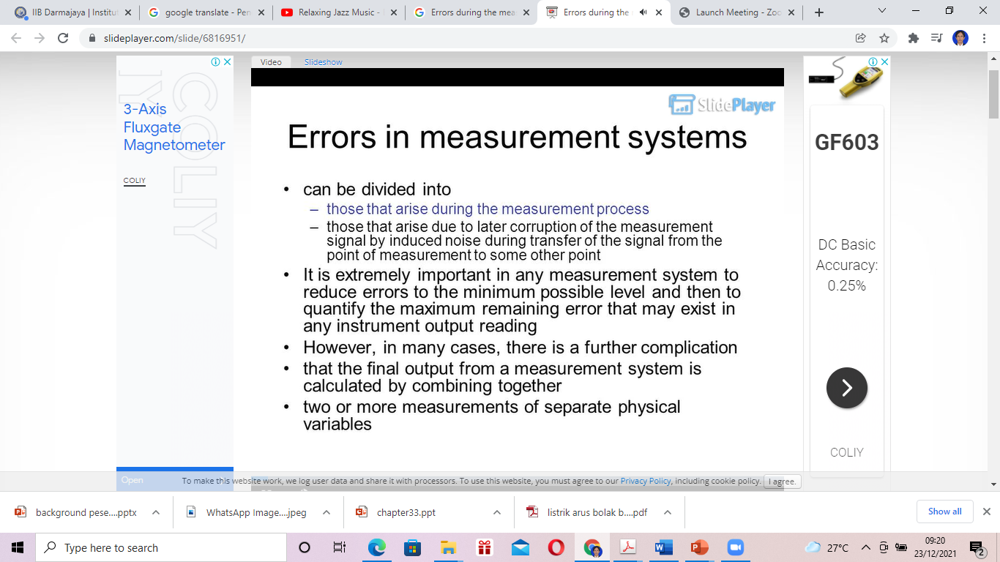 IIB Darmajaya | Institut
google translate - Pen
Relaxing Jazz Music -
Errors during the mea
Errors during the
Launch Meeting - Zoo
slideplayer.com/slide/6816951/
Video
Slideshow
3-Axis
Fluxgate
Magnetometer
COLIY
COLIY
Open
SlidePlayer
Errors in measurement systems
• can be divided into
– those that arise during the measurement process
– those that arise due to later corruption of the measurement
signal by induced noise during transfer of the signal from the
point of measurement to some other point
• It is extremely important in any measurement system to
reduce errors to the minimum possible level and then to
quantify the maximum remaining error that may exist in
any instrument output reading
• However, in many cases, there is a further complication
• that the final output from a measurement system is
calculated by combining together
• two or more measurements of separate physical
variables
GF603
DC Basic
Accuracy:
0.25%
COLIY
To make this website work, we log user data and share it with processors. To use this website, you must agree to our Privacy Policy, including cookie policy.
I agree.
background pese....pptx
WhatsApp Image....jpeg
chapter33.ppt
listrik arus bolak b....pdf
Show all
Type here to search
27°C
09:20
23/12/2021
2